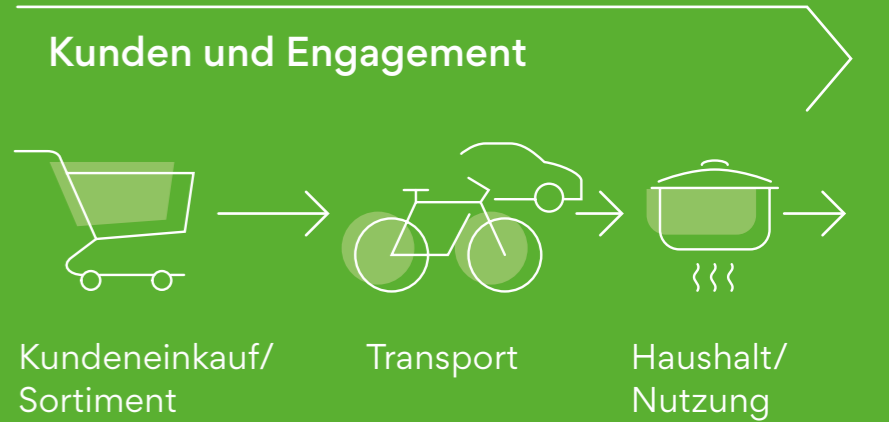 Kunden und Engagement
Kundeneinkauf/
Sortiment
Transport
Haushalt/
Nutzung